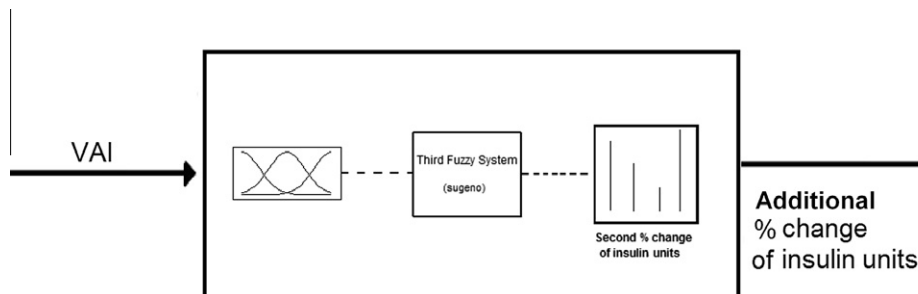 VAI
Third Fuzzy System
(sugeno)
Second % change
of insulin units
Additional
% change
of insulin units